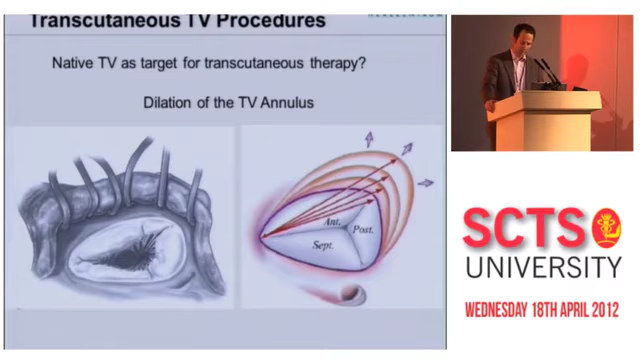 Transcutaneous TV Procedures
Native TV as target for transcutaneous therapy?
Dilation of the TV Annulus
Ant.
Post.
Sept.
SCTS
UNIVERSITY
WEDNESDAY 18TH APRIL 2012